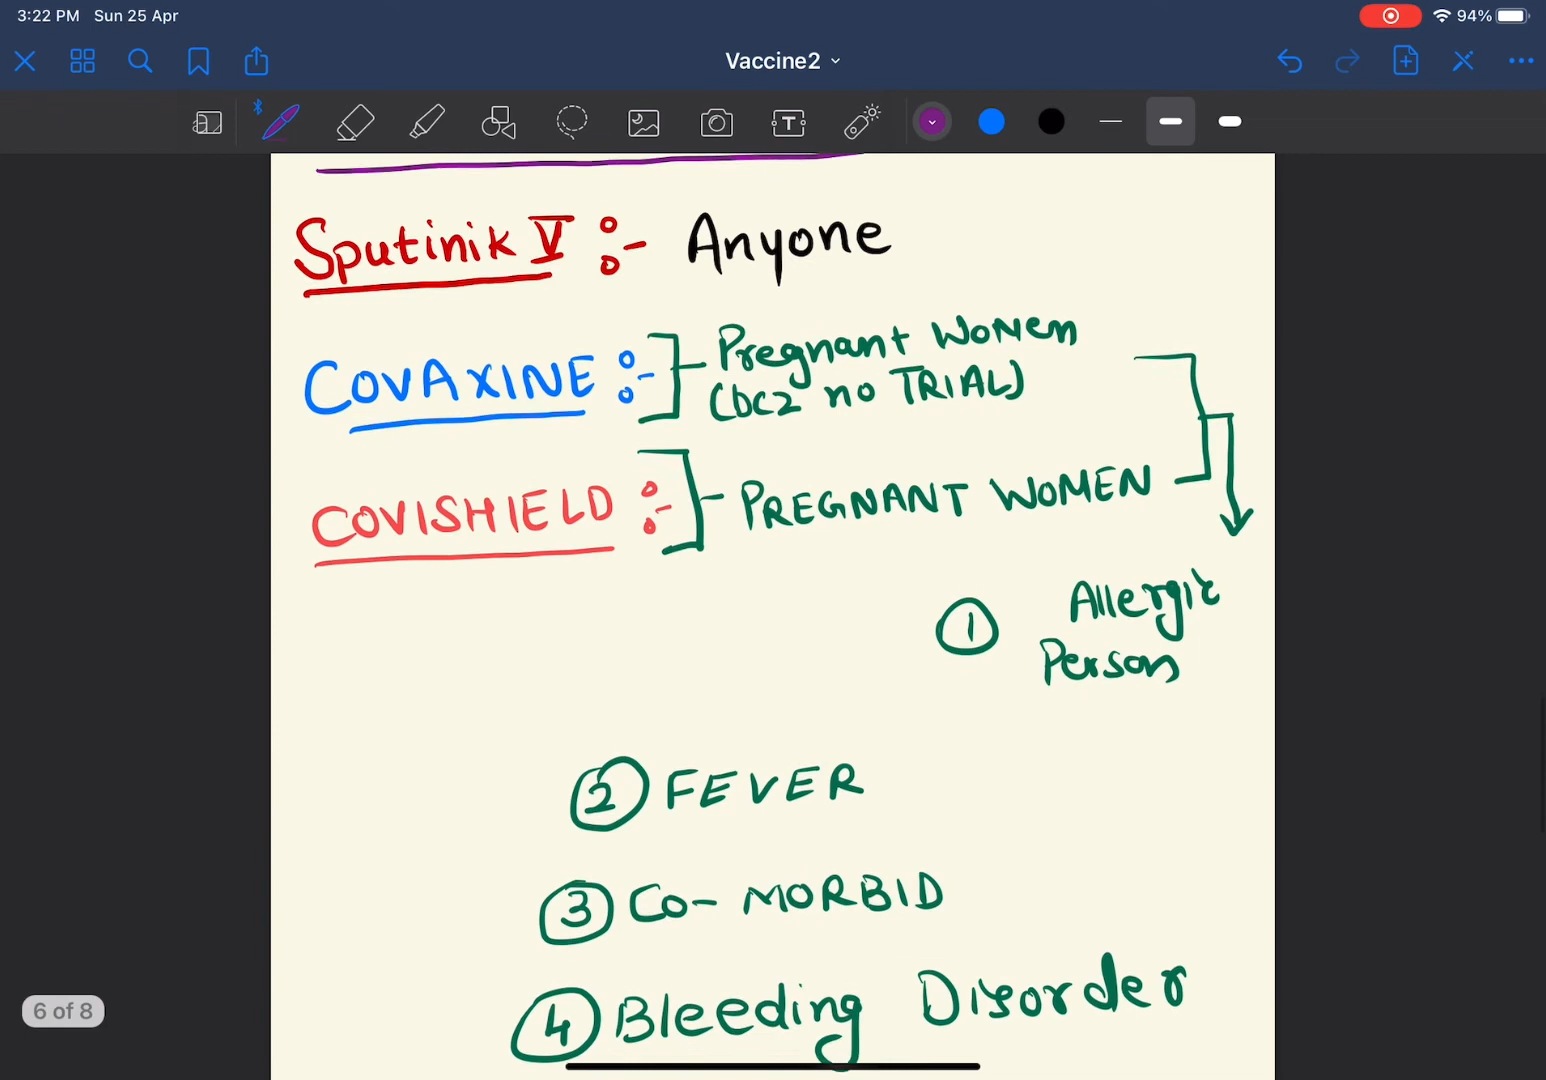 3:22 PM Sun 25 Apr
94%
Vaccine2
T
Sputinik V :- Anyone
COVAXINE :- Pregnant Women
(bcz no TRIAL)
COVISHIELD :- PREGNANT WOMEN
1 Allergic
Person
2 FEVER
3 Co-MORBID
4 Bleeding Disorder
6 of 8